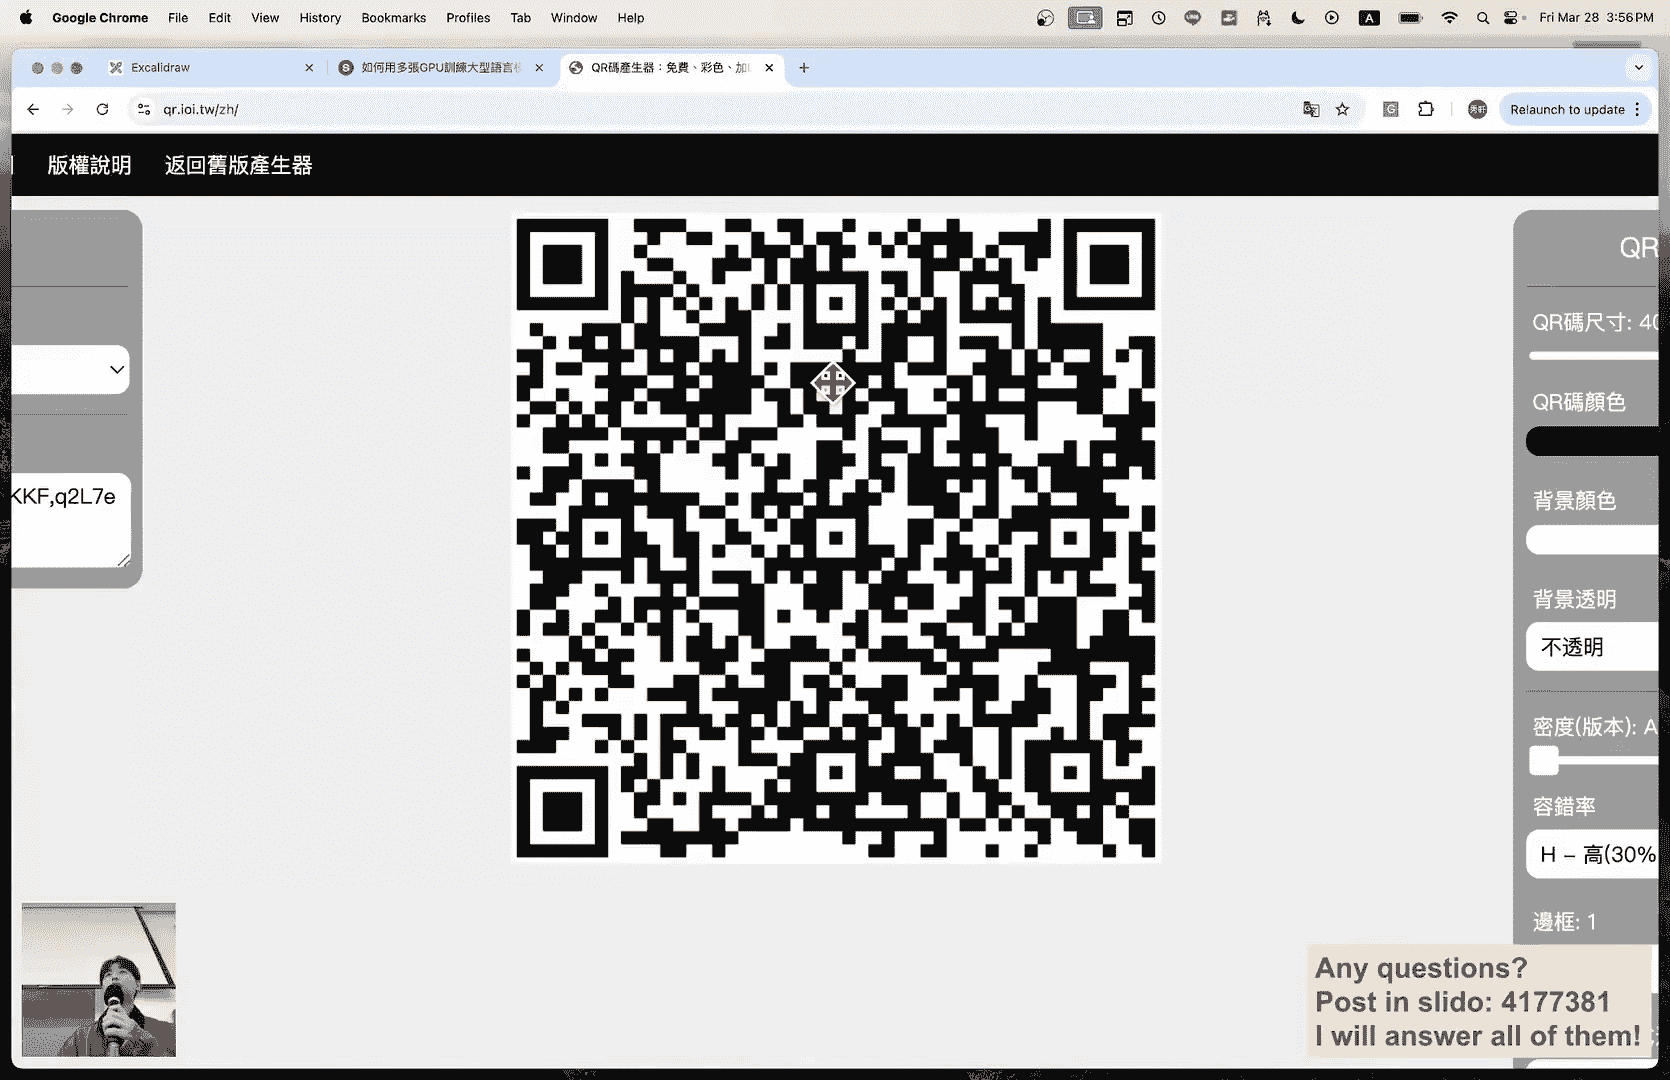 Google Chrome File Edit View History Bookmarks Profiles Tab Window Help A Fri Mar 28 3:56 PM
Excalidraw 如何用多張GPU訓練大型語言 QR碼產生器：免費、彩色、加
qr.ioi.tw/zh/ Relaunch to update
版權說明 返回舊版產生器
QR
QR碼尺寸: 40
QR碼顏色
KKF,q2L7e
背景顏色
背景透明
不透明
密度(版本): A
容錯率
H – 高(30%
邊框: 1
Any questions?
Post in slido: 4177381
I will answer all of them!